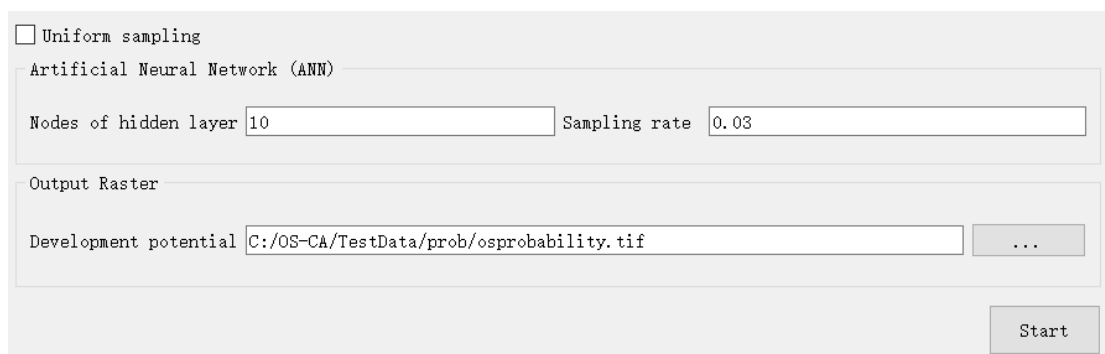 Uniform sampling
Artificial Neural Network (ANN)
Nodes of hidden layer 10 Sampling rate 0.03
Output Raster
Development potential C:/OS-CA/TestData/prob/osprobability.tif ...
Start